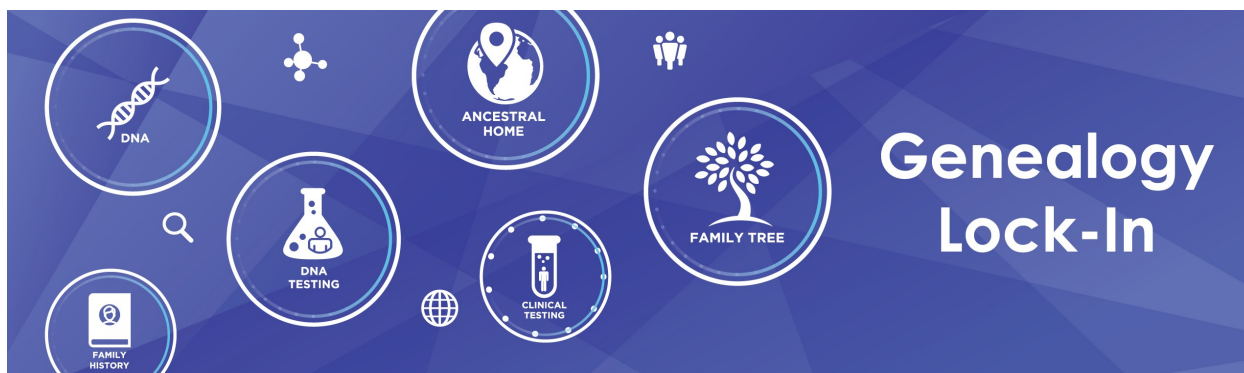 DNA
ANCESTRAL
HOME
FAMILY TREE
Genealogy
Lock-In
DNA
TESTING
CLINICAL
TESTING
FAMILY
HISTORY